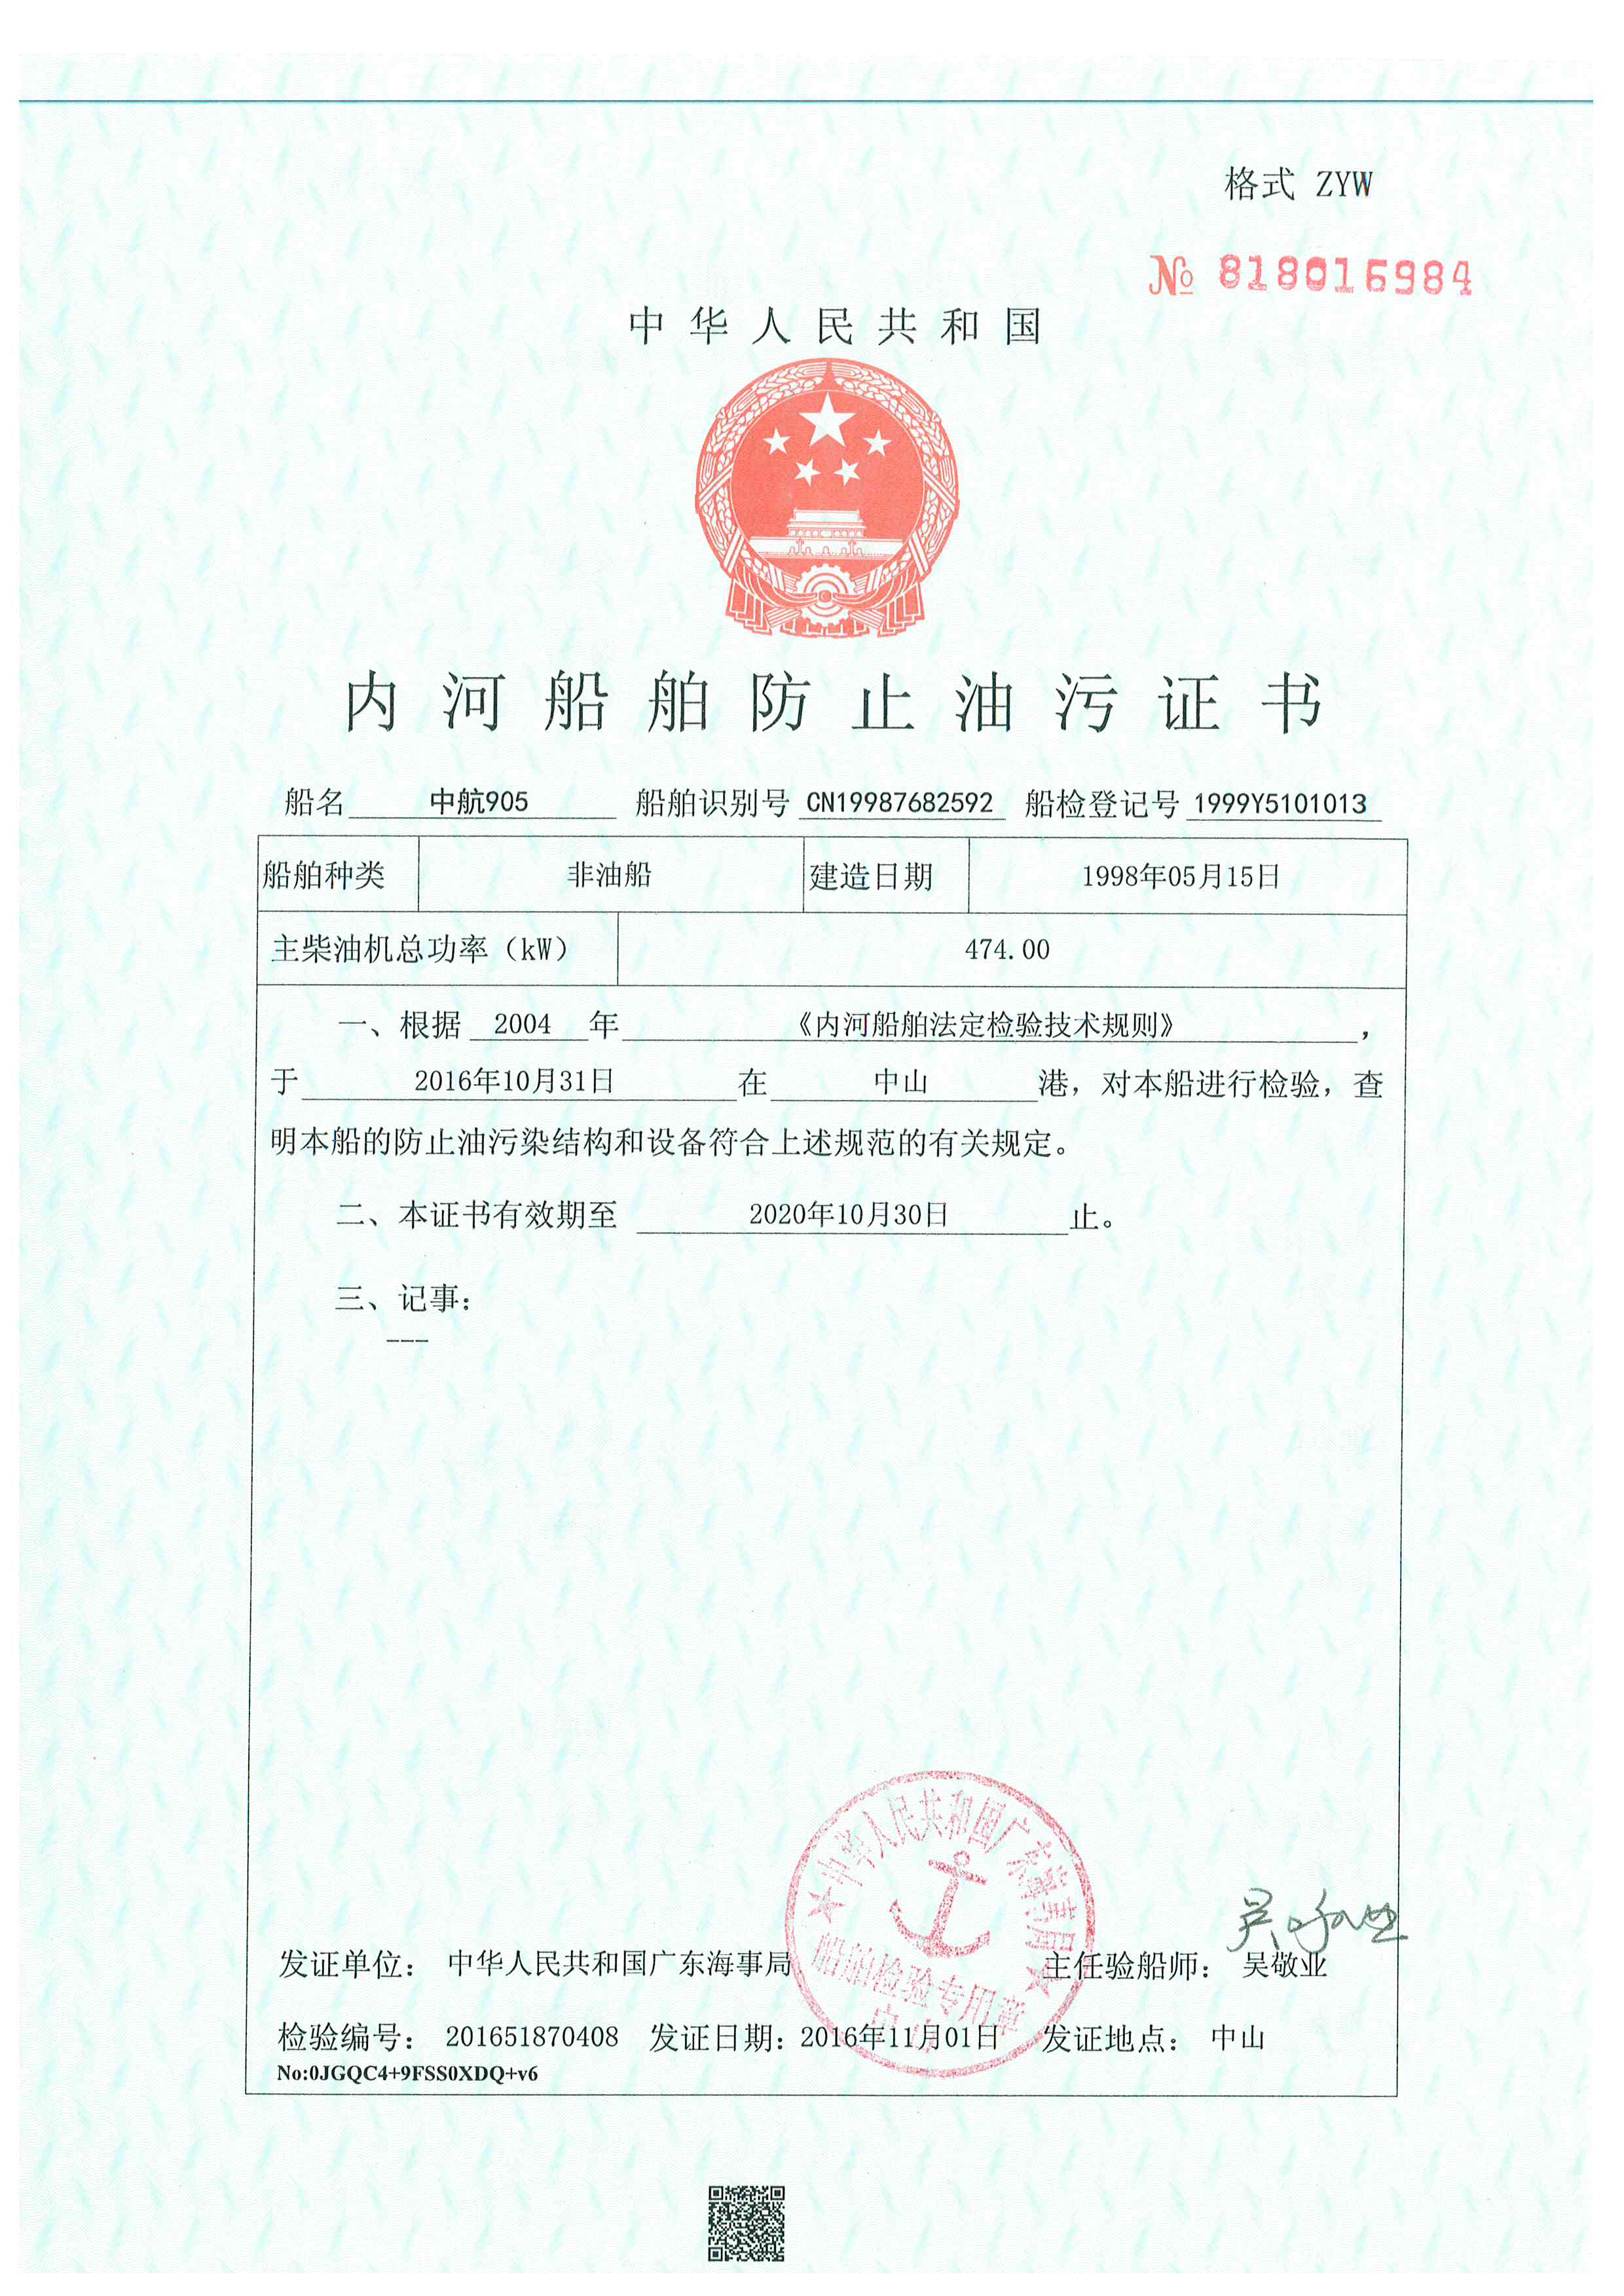 格式 ZYW
№ 818016984
中华人民共和国
内河船舶防止油污证书
船名 中航905 船舶识别号 CN19987682592 船检登记号 1999Y5101013
船舶种类 非油船 建造日期 1998年05月15日
主柴油机总功率（kW） 474.00
一、根据 2004 年 《内河船舶法定检验技术规则》 ，
于 2016年10月31日 在 中山 港，对本船进行检验，查
明本船的防止油污染结构和设备符合上述规范的有关规定。
二、本证书有效期至 2020年10月30日 止。
三、记事：
---
中华人民共和国广东海事局
船舶检验专用章
发证单位： 中华人民共和国广东海事局 主任验船师： 吴敬业
检验编号： 201651870408 发证日期：2016年11月01日 发证地点： 中山
No:0JGQC4+9FSS0XDQ+v6